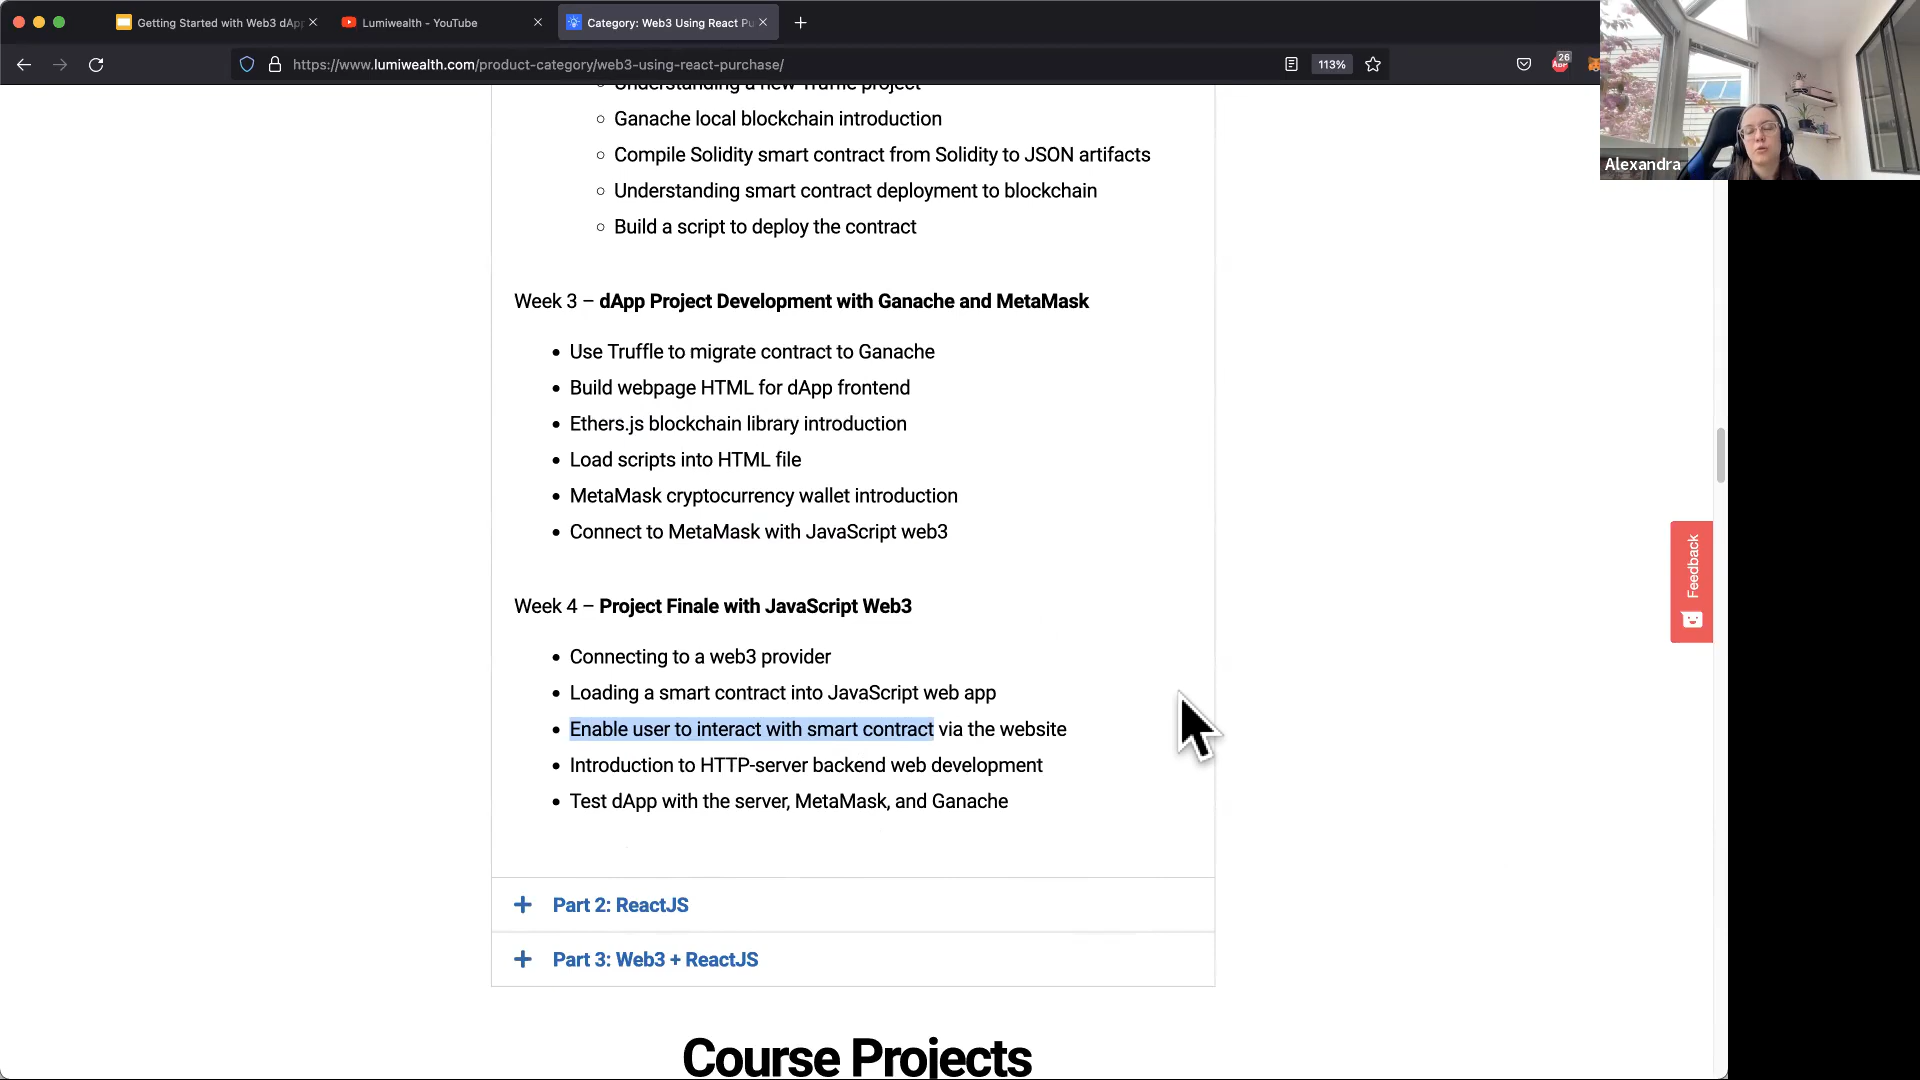 Getting Started with Web3 dAp
Lumiwealth - YouTube
Category: Web3 Using React Pu
https://www.lumiwealth.com/product-category/web3-using-react-purchase/
113%
26
ABP
Alexandra
Understanding a new Truffle project
Ganache local blockchain introduction
Compile Solidity smart contract from Solidity to JSON artifacts
Understanding smart contract deployment to blockchain
Build a script to deploy the contract
Week 3 – dApp Project Development with Ganache and MetaMask
Use Truffle to migrate contract to Ganache
Build webpage HTML for dApp frontend
Ethers.js blockchain library introduction
Load scripts into HTML file
MetaMask cryptocurrency wallet introduction
Connect to MetaMask with JavaScript web3
Week 4 – Project Finale with JavaScript Web3
Connecting to a web3 provider
Loading a smart contract into JavaScript web app
Enable user to interact with smart contract via the website
Introduction to HTTP-server backend web development
Test dApp with the server, MetaMask, and Ganache
Feedback
Part 2: ReactJS
Part 3: Web3 + ReactJS
Course Projects